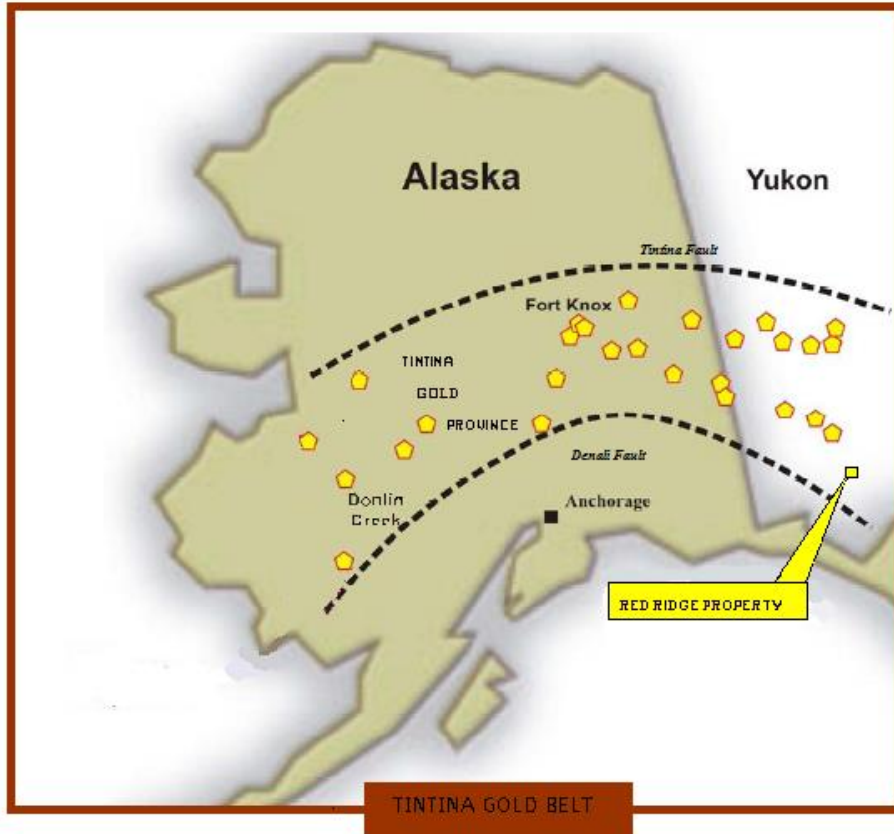 Alaska
Yukon
Tintina Fault
Fort Knox
TINTINA
GOLD
PROVINCE
Denali Fault
Donlin
Creek
Anchorage
RED RIDGE PROPERTY
TINTINA GOLD BELT